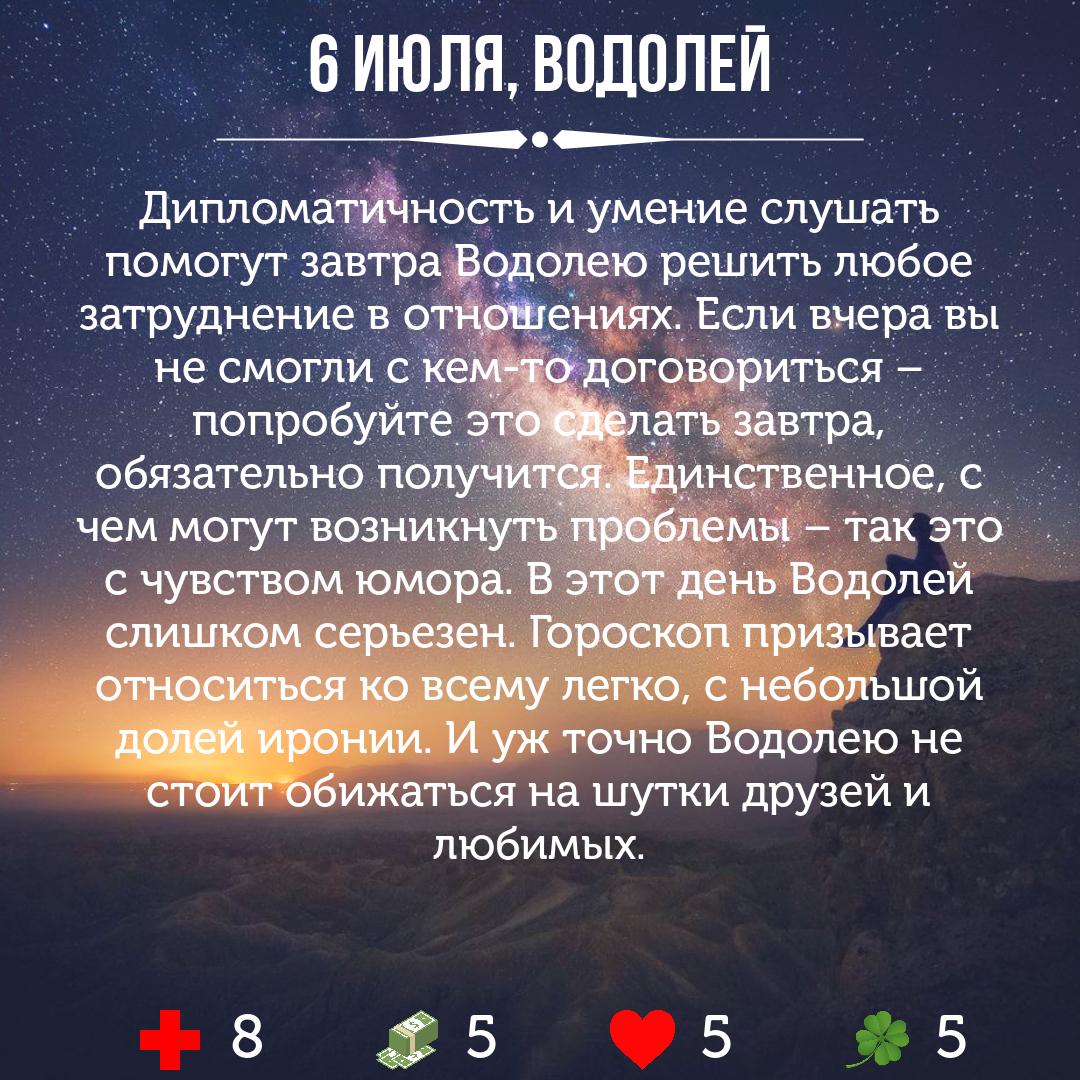 6 ИЮЛЯ, ВОДОЛЕЙ
Дипломатичность и умение слушать
помогут завтра Водолею решить любое
затруднение в отношениях. Если вчера вы
не смогли с кем-то договориться –
попробуйте это сделать завтра,
обязательно получится. Единственное, с
чем могут возникнуть проблемы – так это
с чувством юмора. В этот день Водолей
слишком серьезен. Гороскоп призывает
относиться ко всему легко, с небольшой
долей иронии. И уж точно Водолею не
стоит обижаться на шутки друзей и
любимых.
8 5 5 5